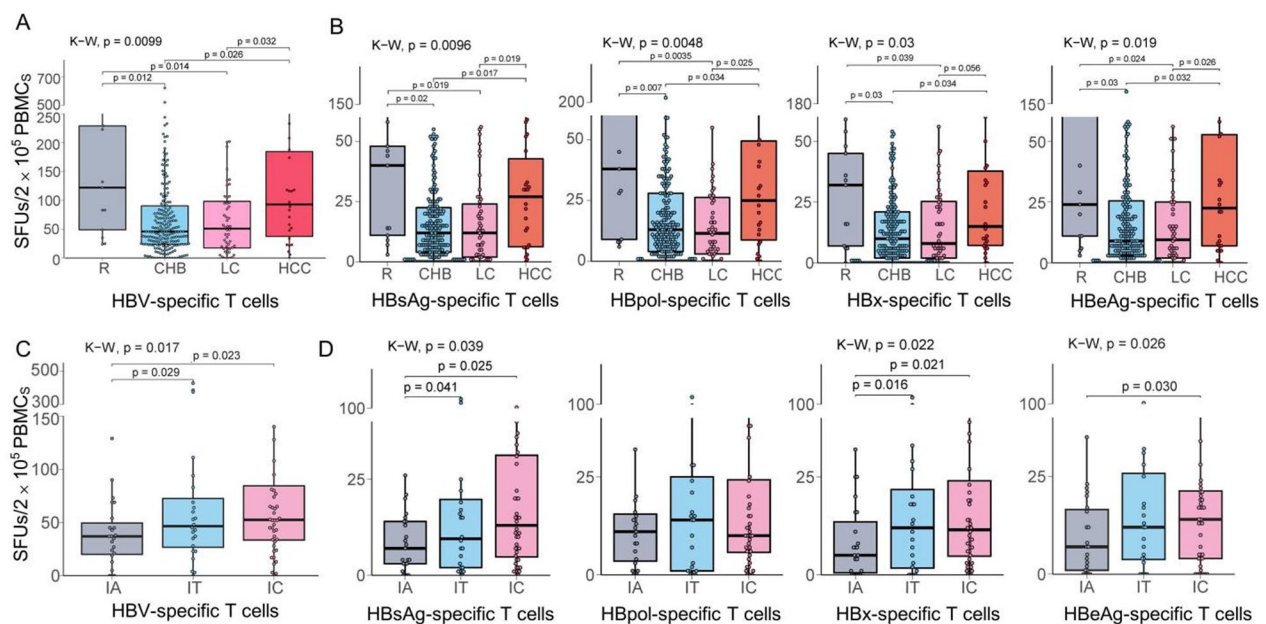 A
K−W, p = 0.0099
p = 0.032
p = 0.026
p = 0.014
p = 0.012
700
500
250
200
150
100
50
0
SFUs/2 × 10⁵ PBMCs
R CHB LC HCC
HBV-specific T cells
B
K−W, p = 0.0096
p = 0.019
p = 0.017
p = 0.019
p = 0.02
150
50
25
0
R CHB LC HCC
HBsAg-specific T cells
K−W, p = 0.0048
p = 0.0035
p = 0.025
p = 0.034
p = 0.007
200
50
25
0
R CHB LC HCC
HBpol-specific T cells
K−W, p = 0.03
p = 0.039
p = 0.056
p = 0.034
p = 0.03
180
50
25
0
R CHB LC HCC
HBx-specific T cells
K−W, p = 0.019
p = 0.024
p = 0.026
p = 0.032
p = 0.03
150
50
25
0
R CHB LC HCC
HBeAg-specific T cells
C
K−W, p = 0.017
p = 0.023
p = 0.029
500
300
150
100
50
0
SFUs/2 × 10⁵ PBMCs
IA IT IC
HBV-specific T cells
D
K−W, p = 0.039
p = 0.025
p = 0.041
100
25
0
IA IT IC
HBsAg-specific T cells
100
25
0
IA IT IC
HBpol-specific T cells
K−W, p = 0.022
p = 0.021
p = 0.016
100
25
0
IA IT IC
HBx-specific T cells
K−W, p = 0.026
p = 0.030
100
25
0
IA IT IC
HBeAg-specific T cells